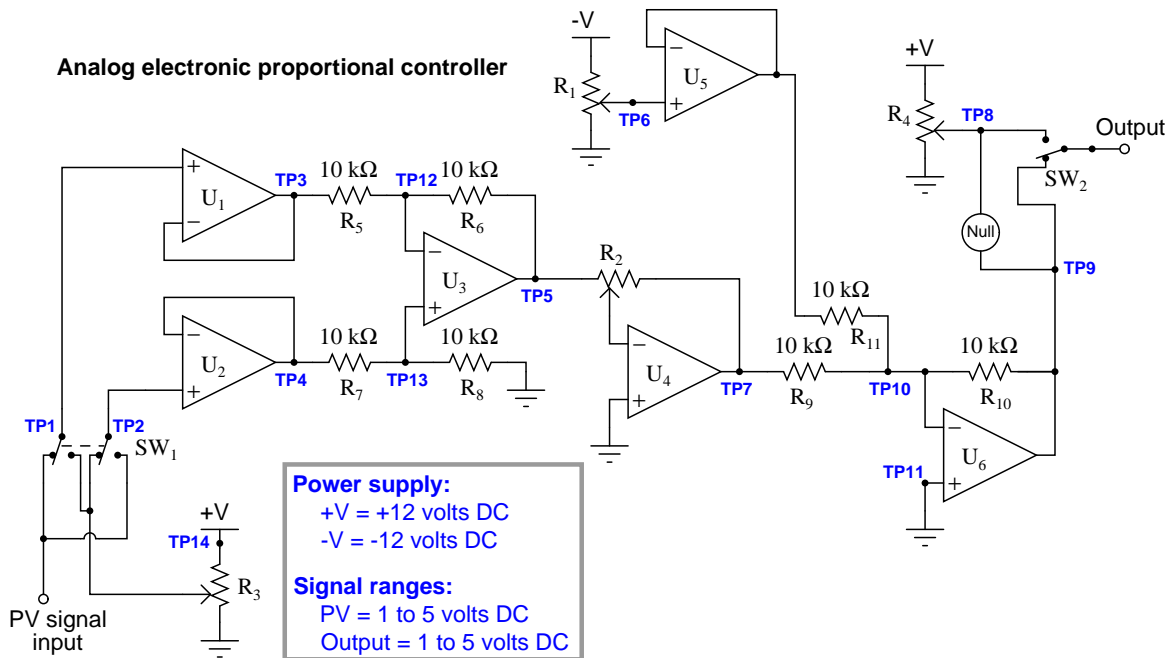 Analog electronic proportional controller
-V
R1
TP6
−
+
U5
+V
R4
TP8
Output
SW2
Null
TP9
+
−
U1
TP3
10 kΩ
R5
TP12
10 kΩ
R6
−
+
U3
TP5
R2
−
+
U2
TP4
10 kΩ
R7
TP13
10 kΩ
R8
−
+
U4
TP7
10 kΩ
R11
10 kΩ
R9
TP10
10 kΩ
R10
−
+
U6
TP11
TP1
TP2
SW1
+V
TP14
R3
PV signal
input
Power supply:
+V = +12 volts DC
-V = -12 volts DC
Signal ranges:
PV = 1 to 5 volts DC
Output = 1 to 5 volts DC